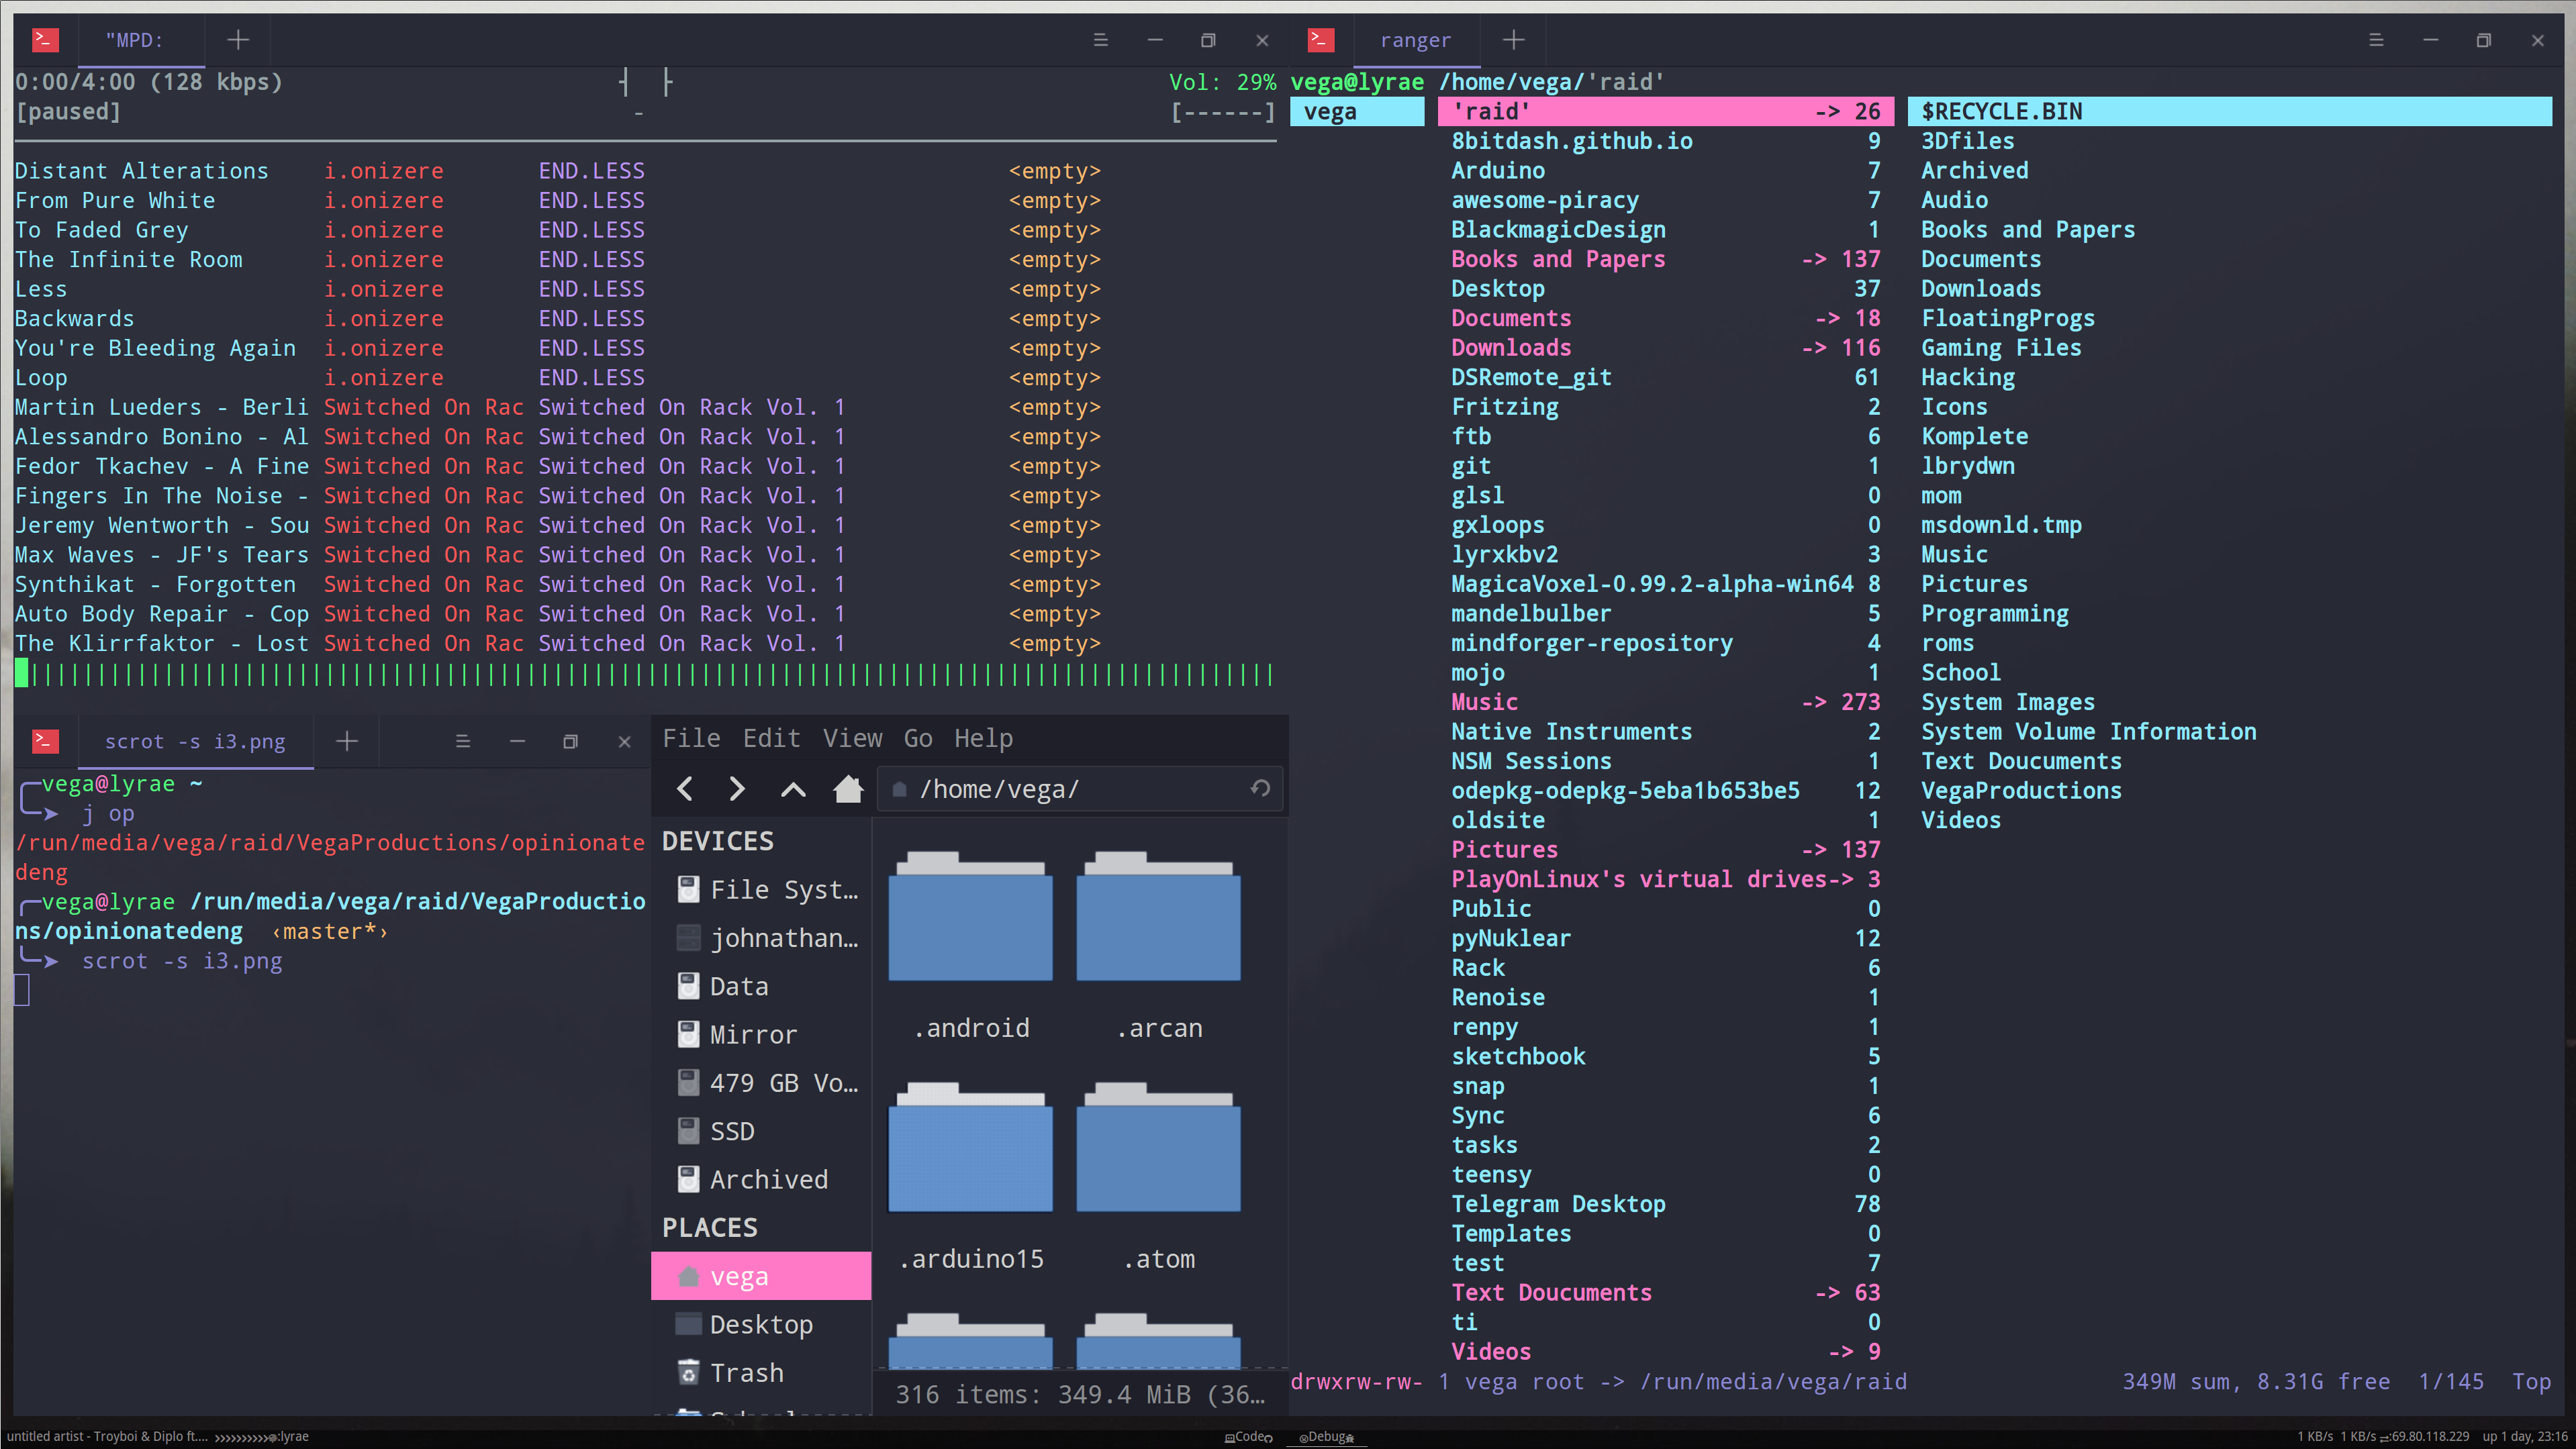 "MPD:
0:00/4:00 (128 kbps) Vol: 29%
[paused] - [------]
Distant Alterations i.onizere END.LESS <empty>
From Pure White i.onizere END.LESS <empty>
To Faded Grey i.onizere END.LESS <empty>
The Infinite Room i.onizere END.LESS <empty>
Less i.onizere END.LESS <empty>
Backwards i.onizere END.LESS <empty>
You're Bleeding Again i.onizere END.LESS <empty>
Loop i.onizere END.LESS <empty>
Martin Lueders - Berli Switched On Rac Switched On Rack Vol. 1 <empty>
Alessandro Bonino - Al Switched On Rac Switched On Rack Vol. 1 <empty>
Fedor Tkachev - A Fine Switched On Rac Switched On Rack Vol. 1 <empty>
Fingers In The Noise - Switched On Rac Switched On Rack Vol. 1 <empty>
Jeremy Wentworth - Sou Switched On Rac Switched On Rack Vol. 1 <empty>
Max Waves - JF's Tears Switched On Rac Switched On Rack Vol. 1 <empty>
Synthikat - Forgotten Switched On Rac Switched On Rack Vol. 1 <empty>
Auto Body Repair - Cop Switched On Rac Switched On Rack Vol. 1 <empty>
The Klirrfaktor - Lost Switched On Rac Switched On Rack Vol. 1 <empty>
scrot -s i3.png
vega@lyrae ~
j op
/run/media/vega/raid/VegaProductions/opinionate
deng
vega@lyrae /run/media/vega/raid/VegaProductio
ns/opinionatedeng ‹master*›
scrot -s i3.png
File Edit View Go Help
/home/vega/
DEVICES
File Syst…
johnathan…
Data
Mirror
479 GB Vo…
SSD
Archived
PLACES
vega
Desktop
Trash
.android .arcan
.arduino15 .atom
316 items: 349.4 MiB (36…
ranger
vega@lyrae /home/vega/'raid'
vega
'raid' -> 26
8bitdash.github.io 9
Arduino 7
awesome-piracy 7
BlackmagicDesign 1
Books and Papers -> 137
Desktop 37
Documents -> 18
Downloads -> 116
DSRemote_git 61
Fritzing 2
ftb 6
git 1
glsl 0
gxloops 0
lyrxkbv2 3
MagicaVoxel-0.99.2-alpha-win64 8
mandelbulber 5
mindforger-repository 4
mojo 1
Music -> 273
Native Instruments 2
NSM Sessions 1
odepkg-odepkg-5eba1b653be5 12
oldsite 1
Pictures -> 137
PlayOnLinux's virtual drives-> 3
Public 0
pyNuklear 12
Rack 6
Renoise 1
renpy 1
sketchbook 5
snap 1
Sync 6
tasks 2
teensy 0
Telegram Desktop 78
Templates 0
test 7
Text Doucuments -> 63
ti 0
Videos -> 9
$RECYCLE.BIN
3Dfiles
Archived
Audio
Books and Papers
Documents
Downloads
FloatingProgs
Gaming Files
Hacking
Icons
Komplete
lbrydwn
mom
msdownld.tmp
Music
Pictures
Programming
roms
School
System Images
System Volume Information
Text Doucuments
VegaProductions
Videos
drwxrw-rw- 1 vega root -> /run/media/vega/raid 349M sum, 8.31G free 1/145 Top
untitled artist - Troyboi & Diplo ft.... :lyrae Code Debug 1 KB/s 1 KB/s :69.80.118.229 up 1 day, 23:16